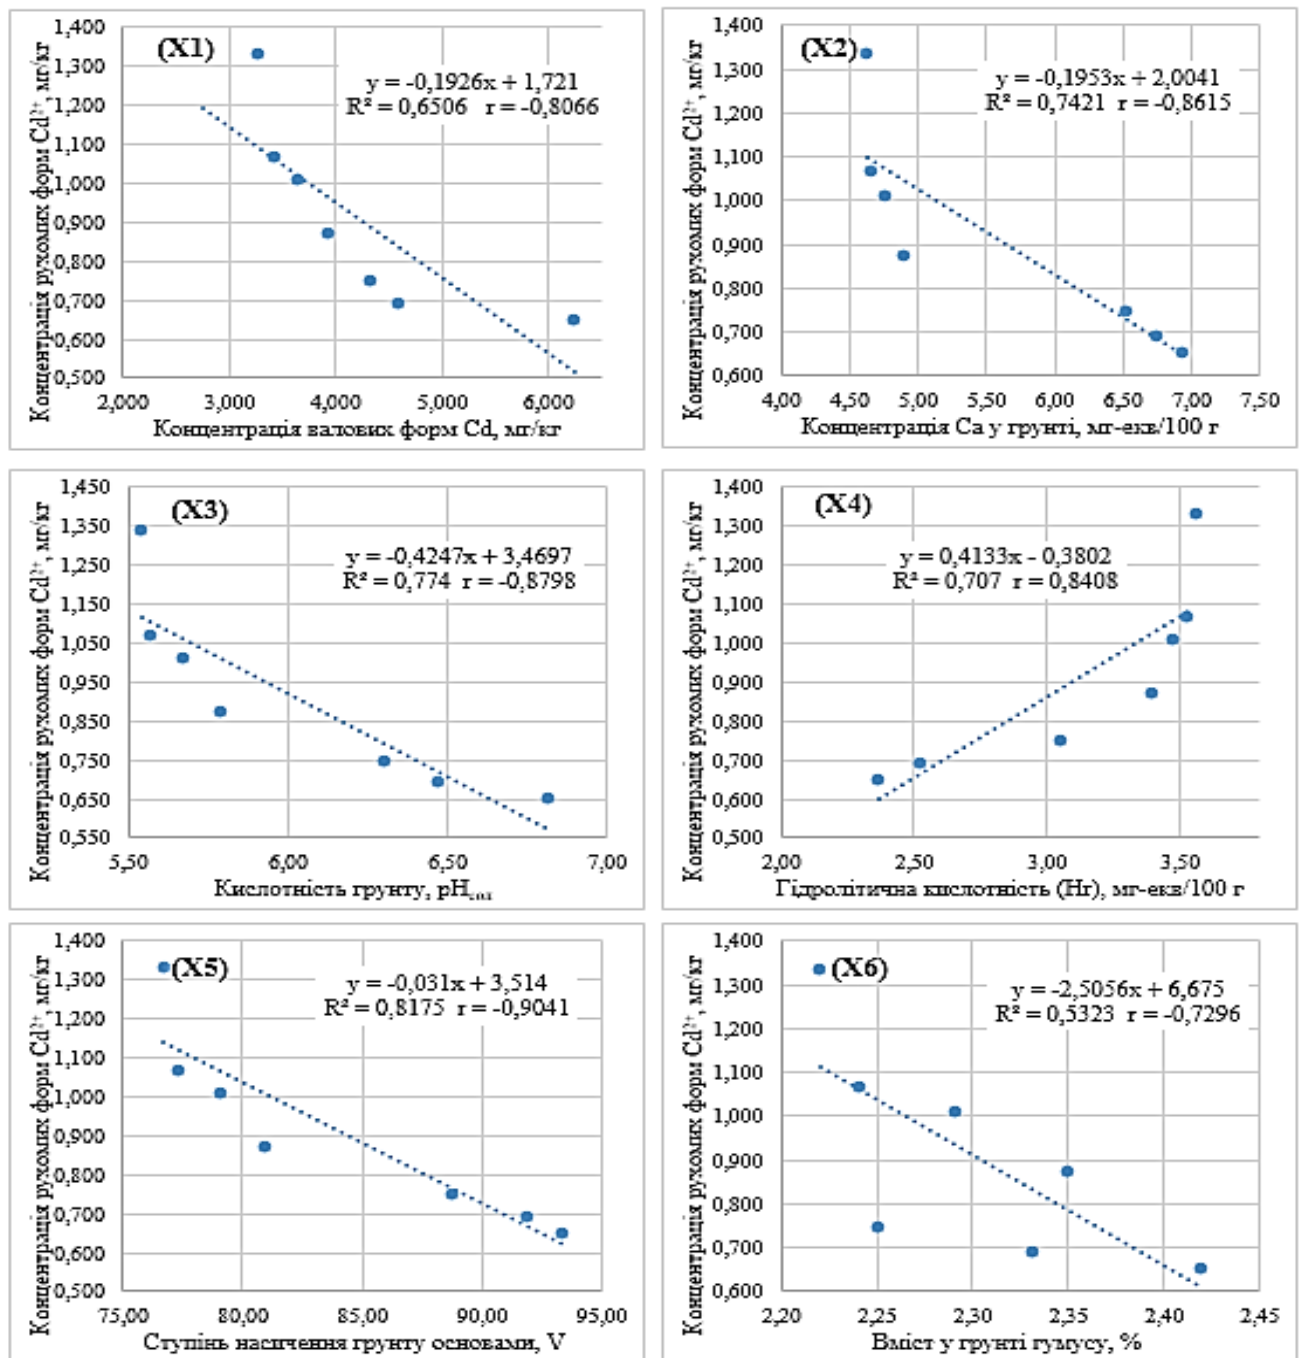 (X1)
y = -0,1926x + 1,721
R² = 0,6506 r = -0,8066
Концентрація рухомих форм Cd²⁺, мг/кг
1,400
1,300
1,200
1,100
1,000
0,900
0,800
0,700
0,600
0,500
2,000 3,000 4,000 5,000 6,000
Концентрація валових форм Cd, мг/кг
(X2)
y = -0,1953x + 2,0041
R² = 0,7421 r = -0,8615
Концентрація рухомих форм Cd²⁺, мг/кг
1,400
1,300
1,200
1,100
1,000
0,900
0,800
0,700
0,600
4,00 4,50 5,00 5,50 6,00 6,50 7,00 7,50
Концентрація Ca у грунті, мг-екв/100 г
(X3)
y = -0,4247x + 3,4697
R² = 0,774 r = -0,8798
Концентрація рухомих форм Cd²⁺, мг/кг
1,450
1,350
1,250
1,150
1,050
0,950
0,850
0,750
0,650
0,550
5,50 6,00 6,50 7,00
Кислотність грунту, pHсол
(X4)
y = 0,4133x - 0,3802
R² = 0,707 r = 0,8408
Концентрація рухомих форм Cd²⁺, мг/кг
1,400
1,300
1,200
1,100
1,000
0,900
0,800
0,700
0,600
0,500
2,00 2,50 3,00 3,50
Гідролітична кислотність (Нг), мг-екв/100 г
(X5)
y = -0,031x + 3,514
R² = 0,8175 r = -0,9041
Концентрація рухомих форм Cd²⁺, мг/кг
1,400
1,300
1,200
1,100
1,000
0,900
0,800
0,700
0,600
0,500
75,00 80,00 85,00 90,00 95,00
Ступінь насичення грунту основами, V
(X6)
y = -2,5056x + 6,675
R² = 0,5323 r = -0,7296
Концентрація рухомих форм Cd²⁺, мг/кг
1,400
1,300
1,200
1,100
1,000
0,900
0,800
0,700
0,600
2,20 2,25 2,30 2,35 2,40 2,45
Вміст у грунті гумусу, %